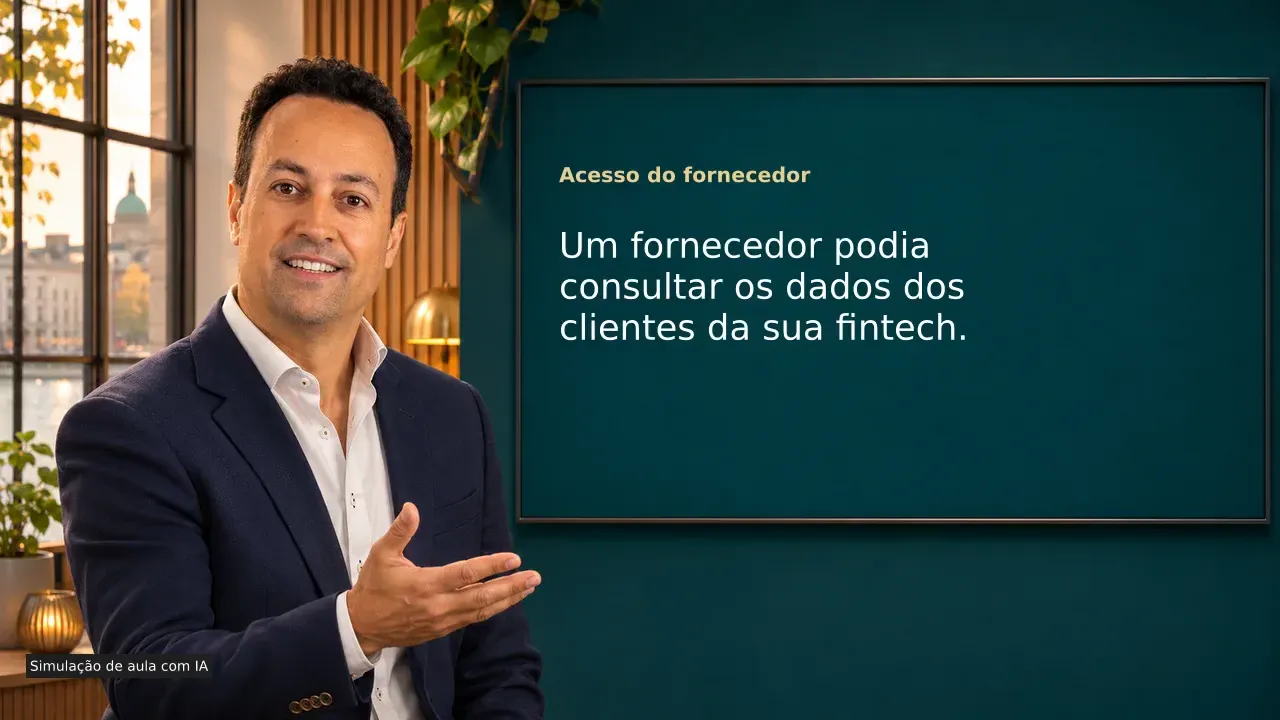 Acesso do fornecedor
Um fornecedor podia
consultar os dados dos
clientes da sua fintech.
Simulação de aula com IA